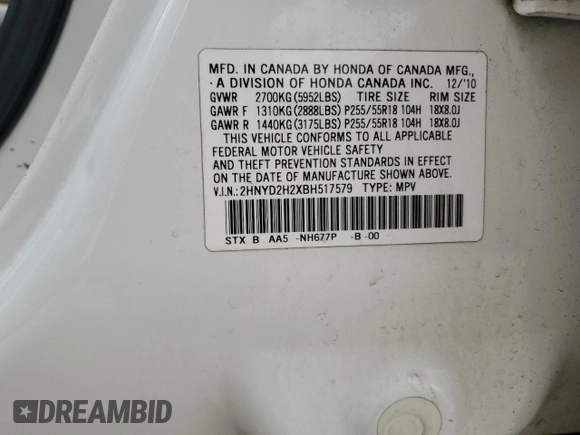 MFD. IN CANADA BY HONDA OF CANADA MFG.,
A DIVISION OF HONDA CANADA INC. 12/'10
GVWR 2700KG(5952LBS) TIRE SIZE RIM SIZE
GAWR F 1310KG(2888LBS) P255/55R18 104H 18X8.0J
GAWR R 1440KG(3175LBS) P255/55R18 104H 18X8.0J
THIS VEHICLE CONFORMS TO ALL APPLICABLE
FEDERAL MOTOR VEHICLE SAFETY
AND THEFT PREVENTION STANDARDS IN EFFECT
ON THE DATE OF MANUFACTURE SHOWN ABOVE.
V.I.N.: 2HNYD2H2XBH517579 TYPE: MPV
STX B AA5 -NH677P -B-00
DREAMBID